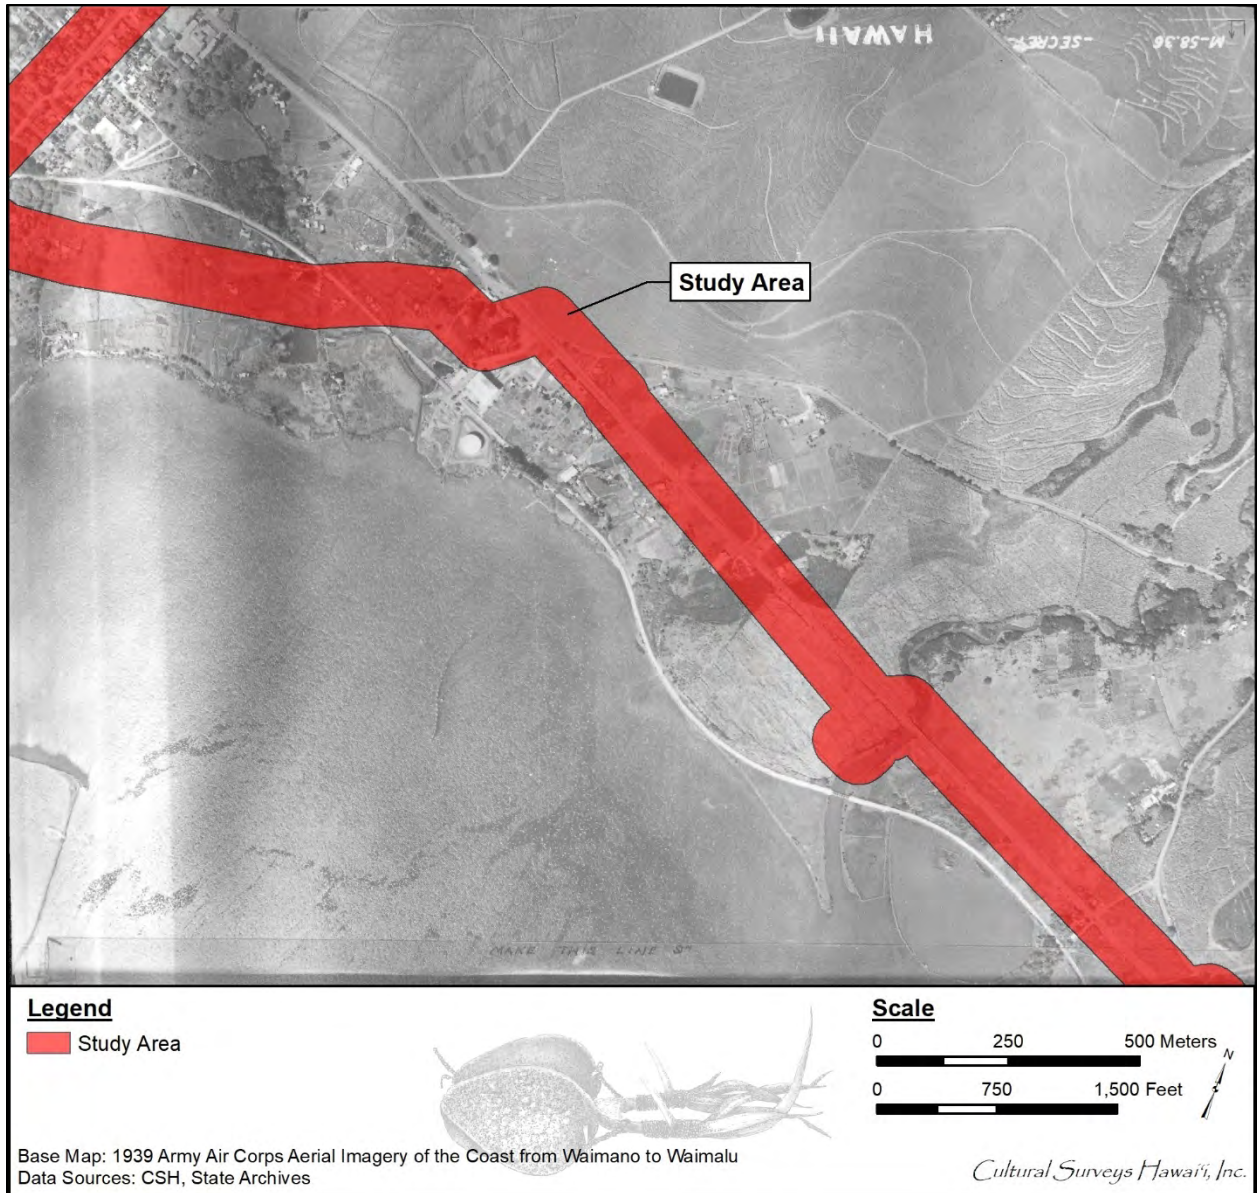 HAWAII
-SECRET-
M-58.36
Study Area
MAKE THIS LINE
Legend
Study Area
Scale
0 250 500 Meters
0 750 1,500 Feet
N
Base Map: 1939 Army Air Corps Aerial Imagery of the Coast from Waimano to Waimalu
Data Sources: CSH, State Archives
Cultural Surveys Hawai‘i, Inc.